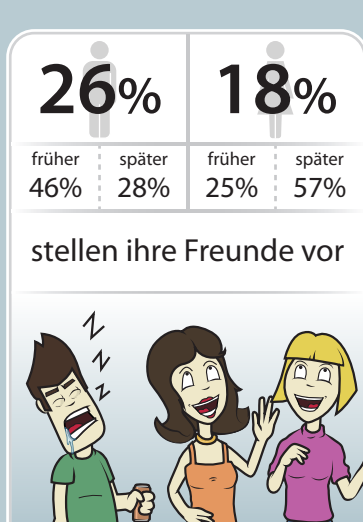 26% 18%
früher später früher später
46% 28% 25% 57%
stellen ihre Freunde vor
Z
Z
Z